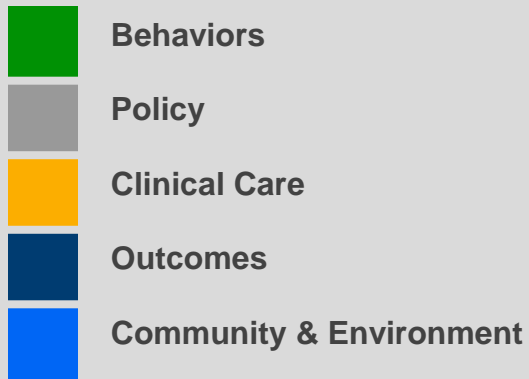 Behaviors
Policy
Clinical Care
Outcomes
Community & Environment